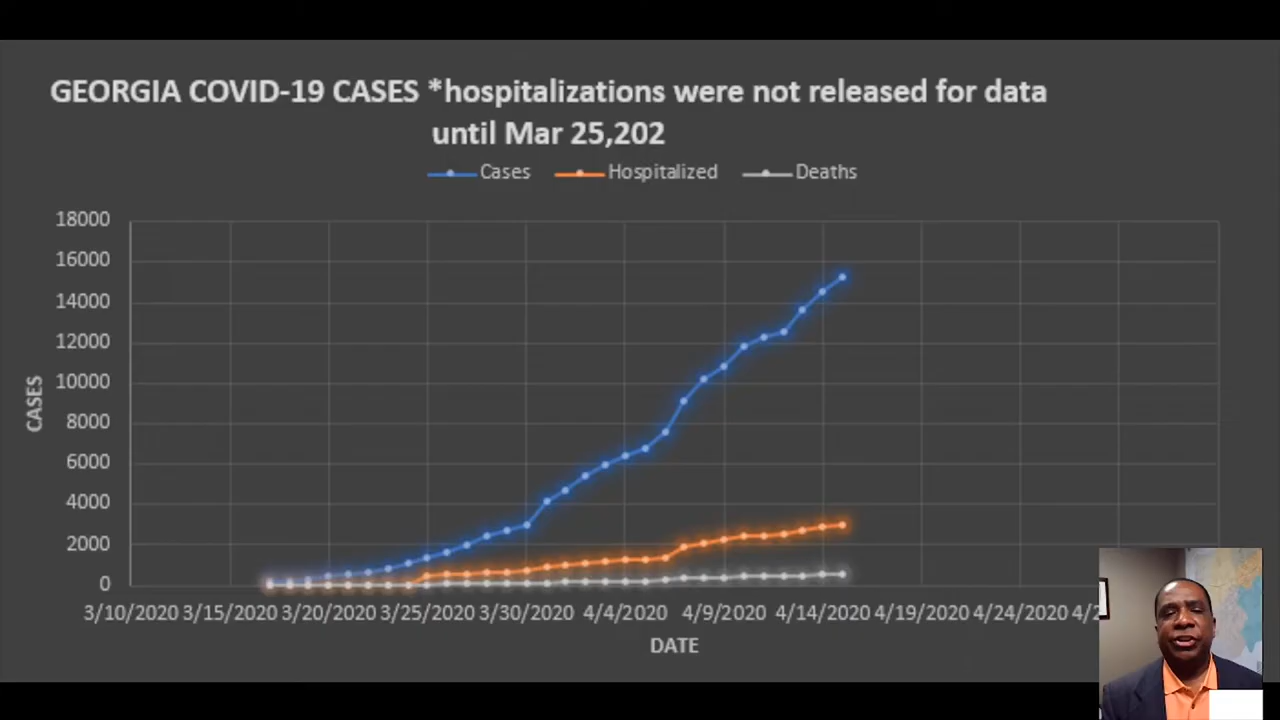 GEORGIA COVID-19 CASES *hospitalizations were not released for data
until Mar 25,202
Cases Hospitalized Deaths
18000
16000
14000
12000
10000
8000
6000
4000
2000
0
CASES
3/10/2020 3/15/2020 3/20/2020 3/25/2020 3/30/2020 4/4/2020 4/9/2020 4/14/2020 4/19/2020 4/24/2020
DATE